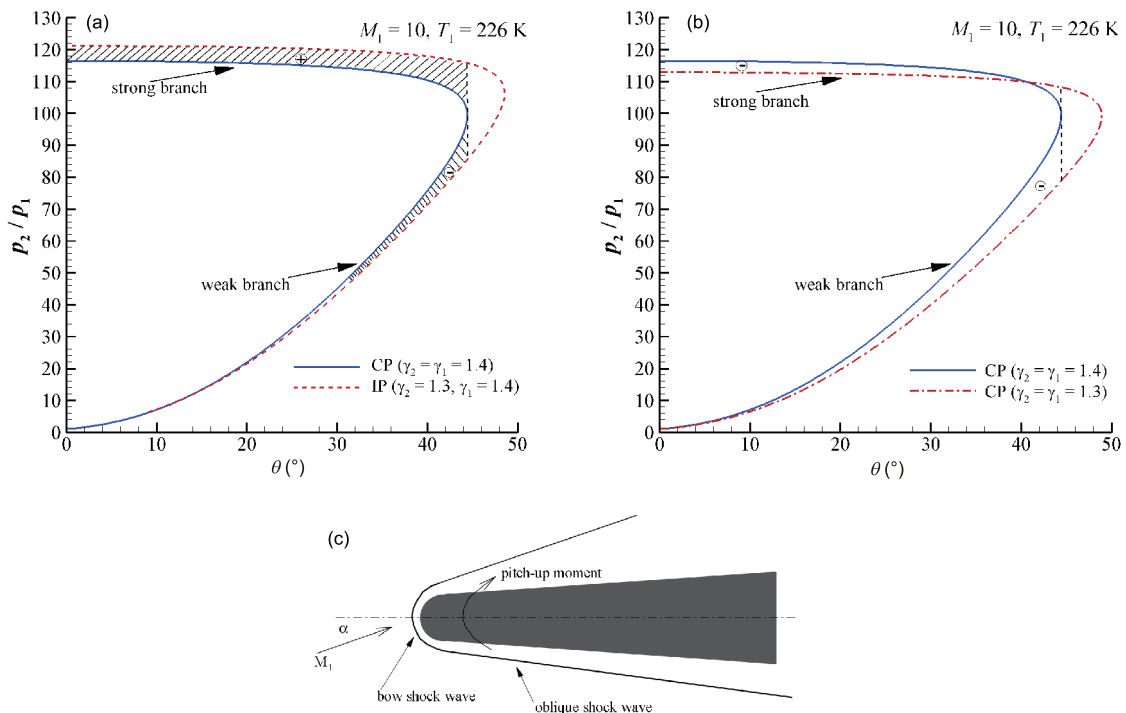 (a)
M₁ = 10, T₁ = 226 K
130
120
110
100
90
80
70
60
50
40
30
20
10
0
p₂ / p₁
⊕
strong branch
⊖
weak branch
CP (γ₂ = γ₁ = 1.4)
IP (γ₂ = 1.3, γ₁ = 1.4)
0
10
20
30
40
50
θ (°)
(b)
M₁ = 10, T₁ = 226 K
130
120
110
100
90
80
70
60
50
40
30
20
10
0
p₂ / p₁
⊖
strong branch
⊖
weak branch
CP (γ₂ = γ₁ = 1.4)
CP (γ₂ = γ₁ = 1.3)
0
10
20
30
40
50
θ (°)
(c)
pitch-up moment
α
M₁
bow shock wave
oblique shock wave